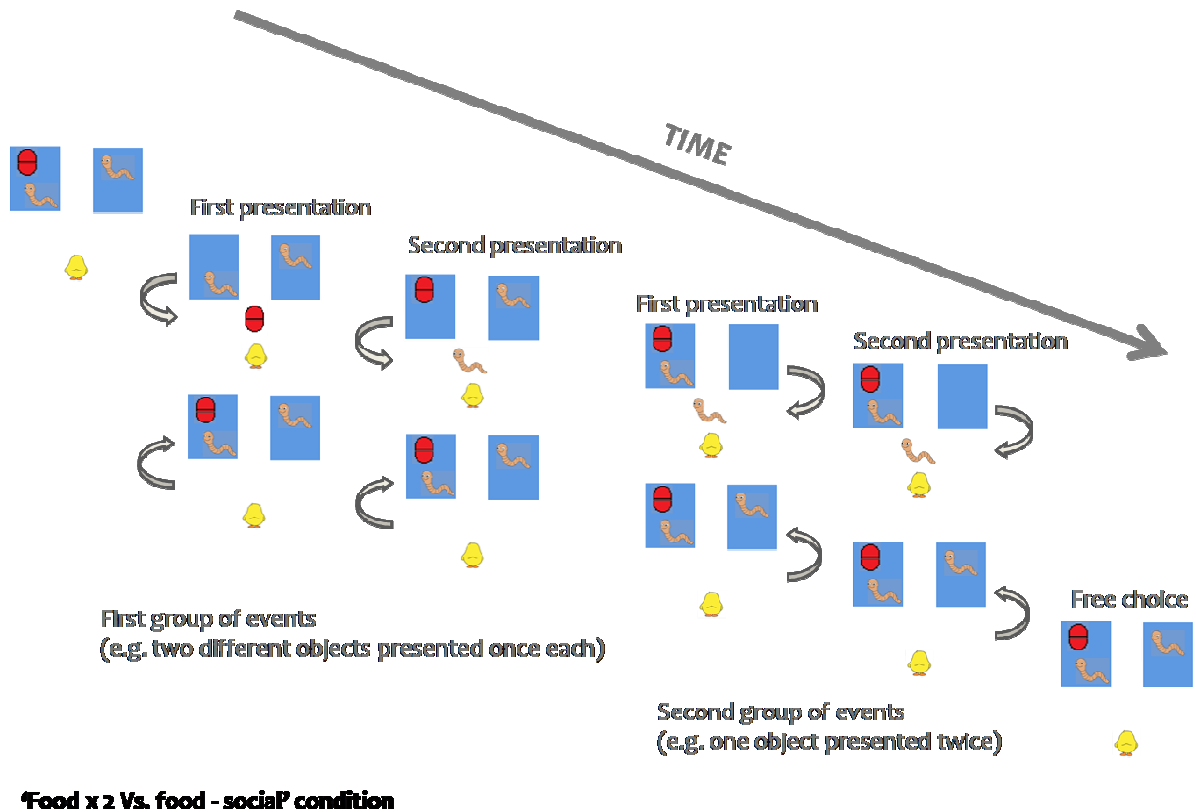 TIME
First presentation
Second presentation
First presentation
Second presentation
First group of events
(e.g. two different objects presented once each)
Free choice
Second group of events
(e.g. one object presented twice)
‘Food x 2 Vs. food - social’ condition